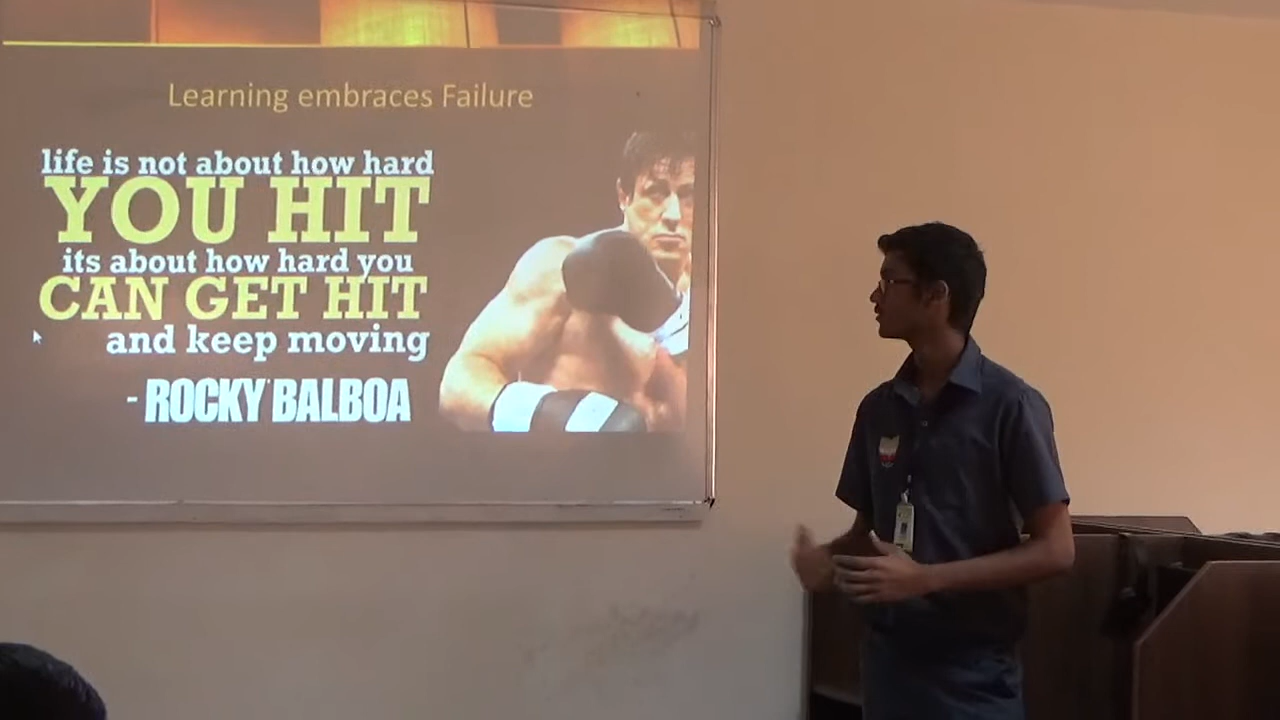 Learning embraces Failure
life is not about how hard
YOU HIT
its about how hard you
CAN GET HIT
and keep moving
- ROCKY BALBOA